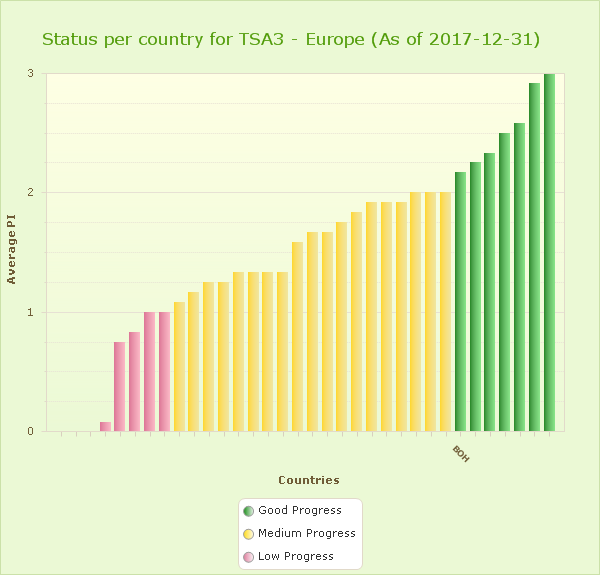 Status per country for TSA3 - Europe (As of 2017-12-31)
3
2
1
0
Average PI
BOH
Countries
Good Progress
Medium Progress
Low Progress